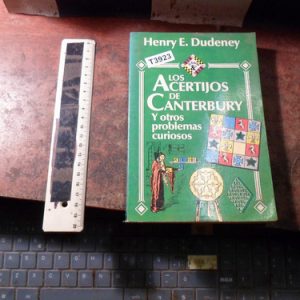 Henry E. Dudeney
T3923
LOS
ACERTIJOS
DE
CANTERBURY
Y otros
problemas
curiosos